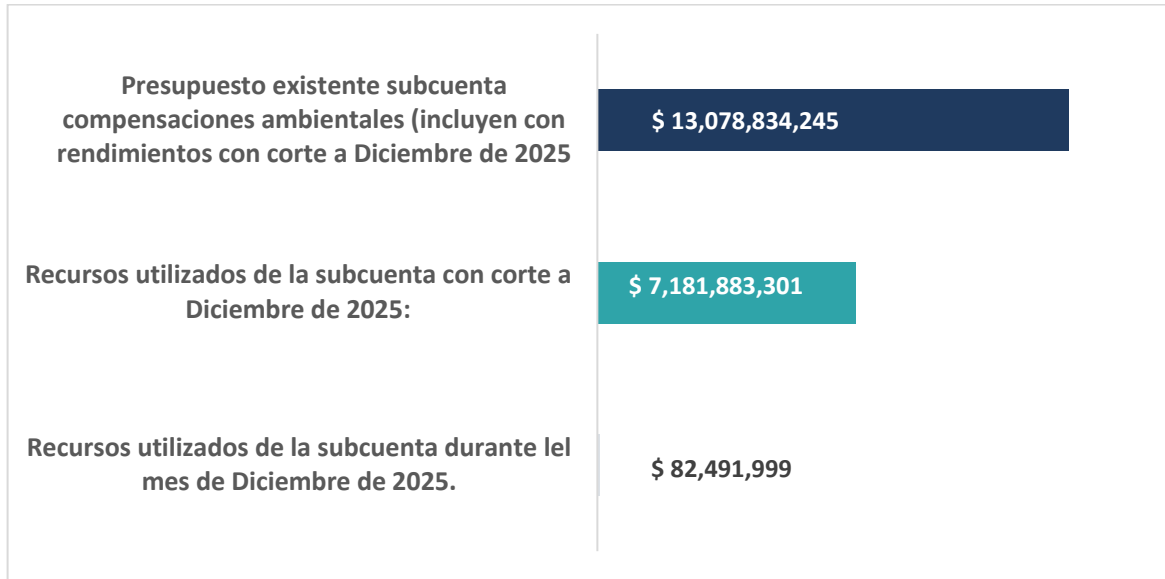 Presupuesto existente subcuenta
compensaciones ambientales (incluyen con
rendimientos con corte a Diciembre de 2025
$ 13,078,834,245
Recursos utilizados de la subcuenta con corte a
Diciembre de 2025:
$ 7,181,883,301
Recursos utilizados de la subcuenta durante lel
mes de Diciembre de 2025.
$ 82,491,999